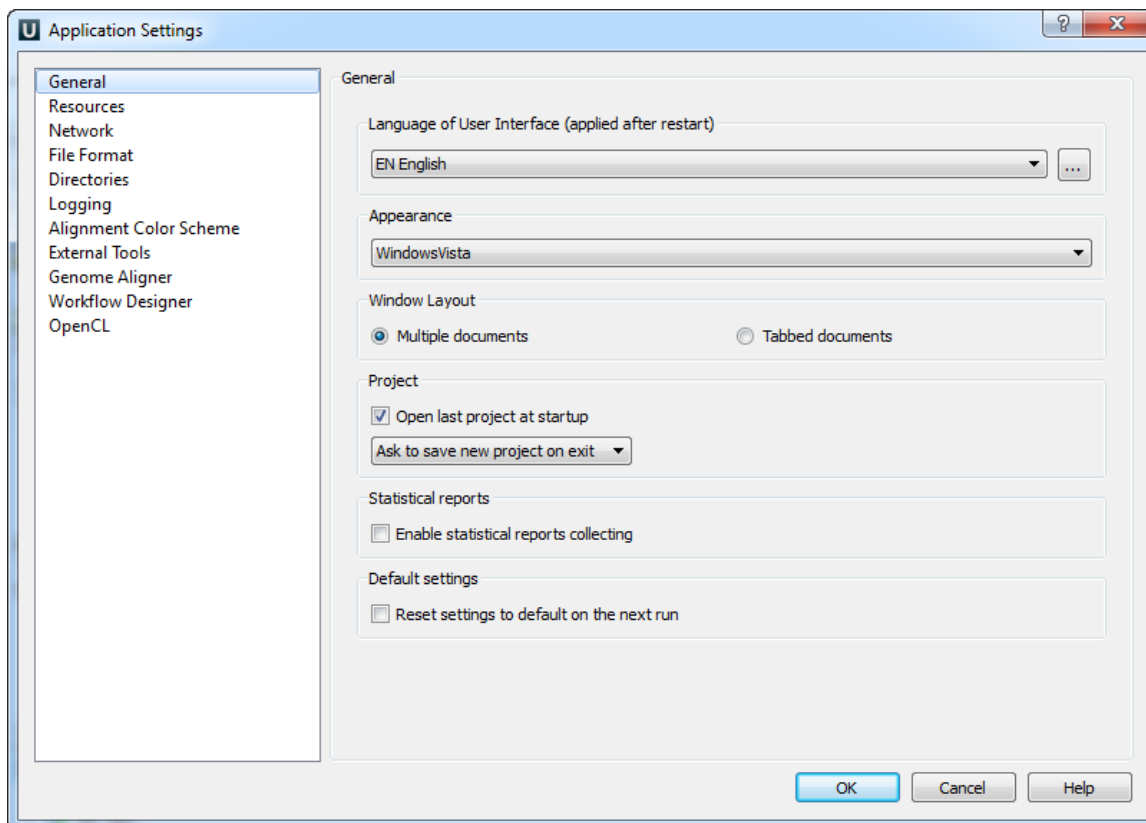 U Application Settings
?
X
General
Resources
Network
File Format
Directories
Logging
Alignment Color Scheme
External Tools
Genome Aligner
Workflow Designer
OpenCL
General
Language of User Interface (applied after restart)
EN English
...
Appearance
WindowsVista
Window Layout
Multiple documents
Tabbed documents
Project
Open last project at startup
Ask to save new project on exit
Statistical reports
Enable statistical reports collecting
Default settings
Reset settings to default on the next run
OK
Cancel
Help